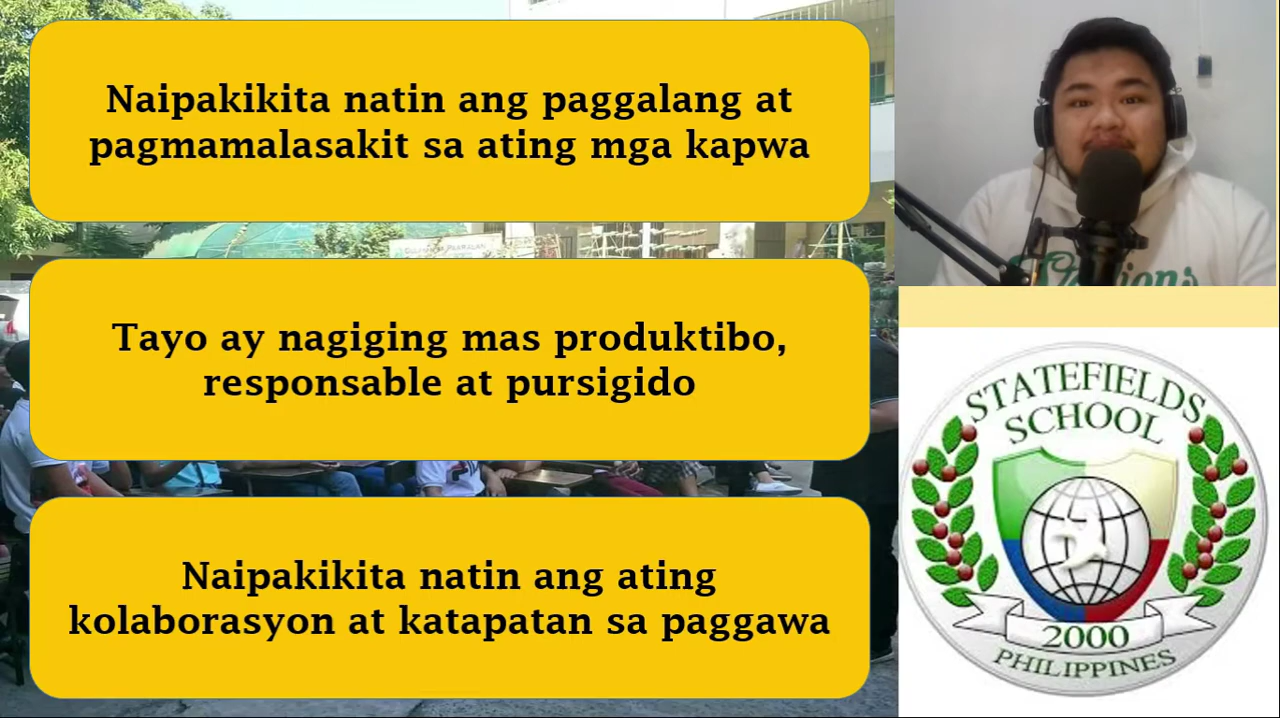 Naipakikita natin ang paggalang at
pagmamalasakit sa ating mga kapwa
Tayo ay nagiging mas produktibo,
responsable at pursigido
Naipakikita natin ang ating
kolaborasyon at katapatan sa paggawa
STATEFIELDS
SCHOOL
2000
PHILIPPINES